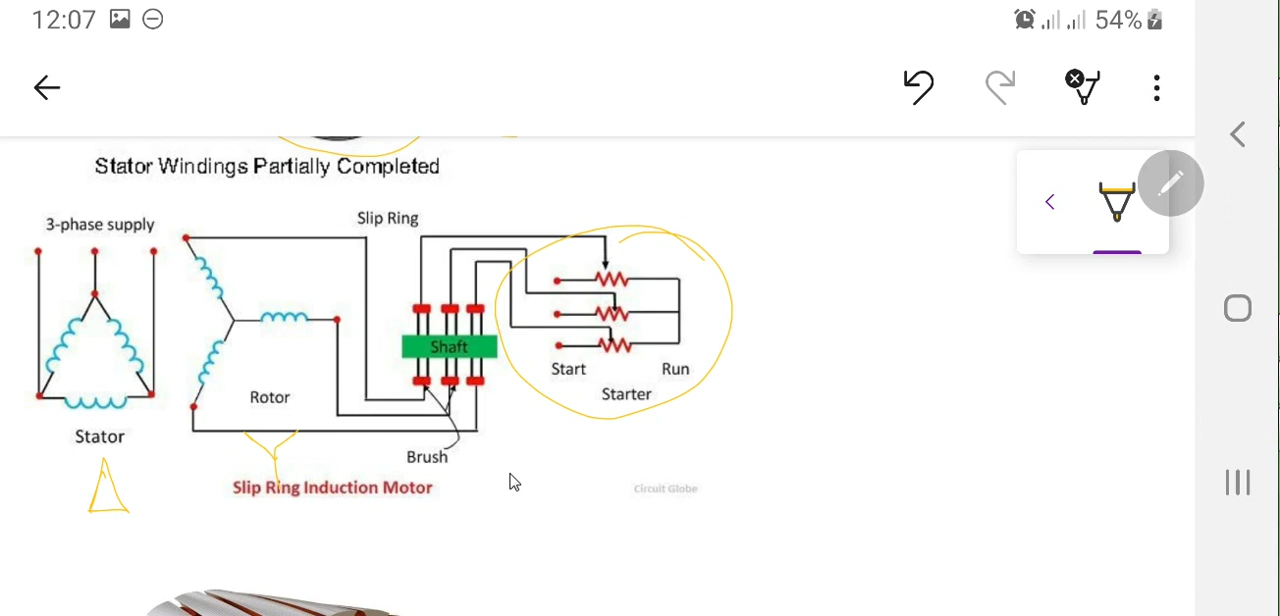 12:07
54%
Stator Windings Partially Completed
3-phase supply
Slip Ring
Shaft
Start
Run
Starter
Rotor
Stator
Brush
Slip Ring Induction Motor
Circuit Globe